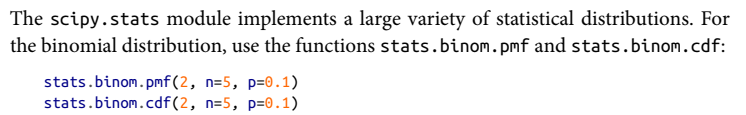 The scipy.stats module implements a large variety of statistical distributions. For
the binomial distribution, use the functions stats.binom.pmf and stats.binom.cdf:
stats.binom.pmf(2, n=5, p=0.1)
stats.binom.cdf(2, n=5, p=0.1)